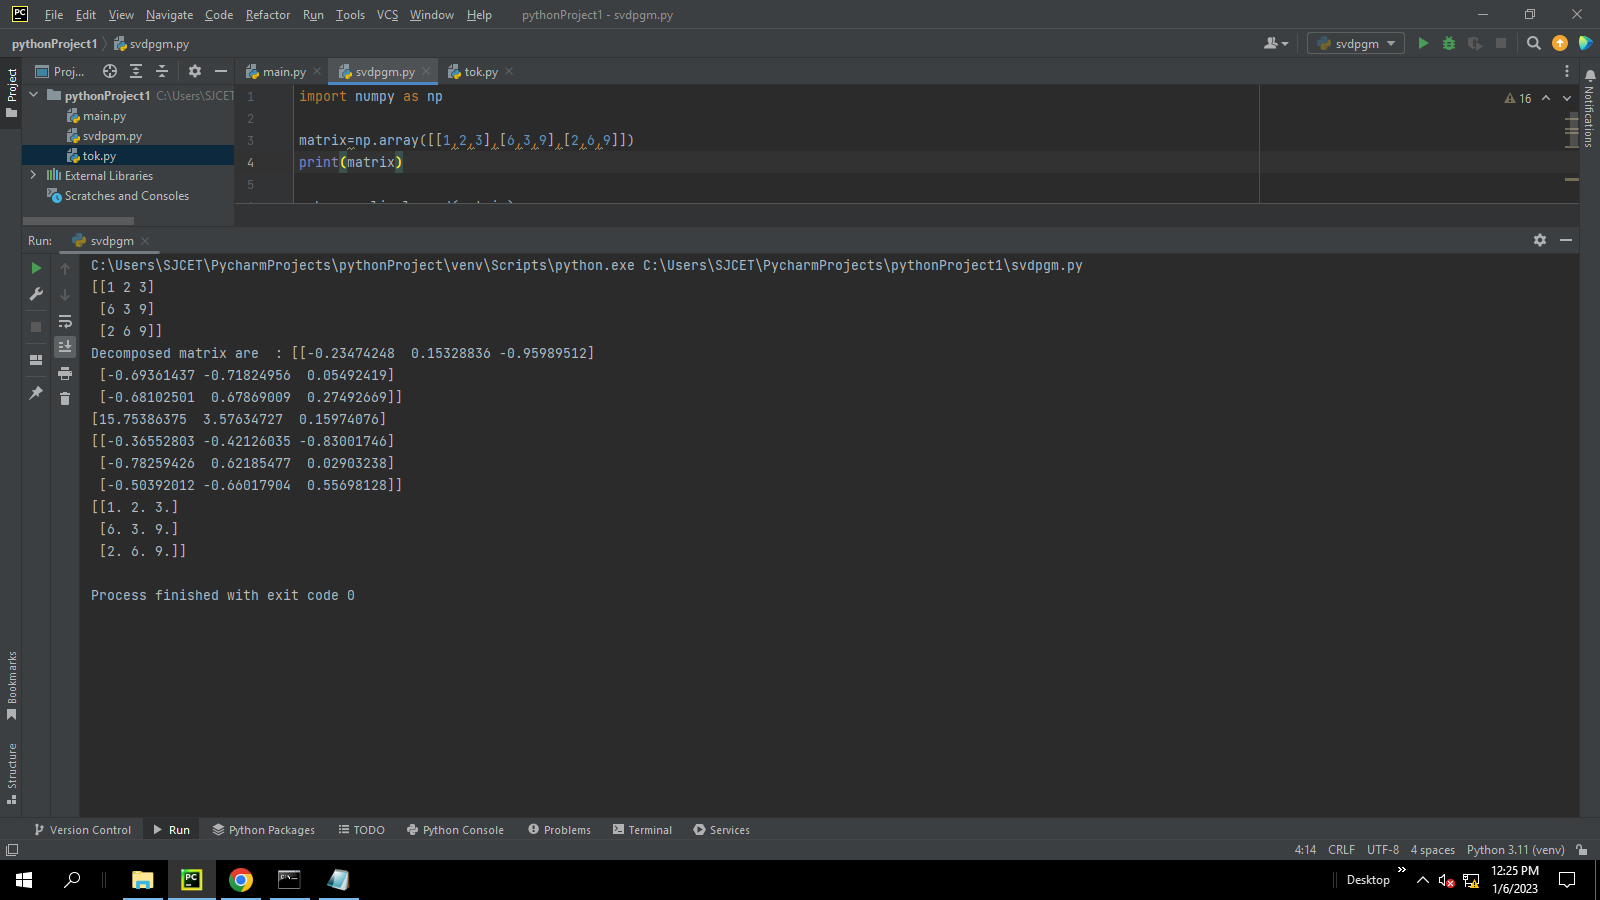 PC File Edit View Navigate Code Refactor Run Tools VCS Window Help pythonProject1 - svdpgm.py
pythonProject1 svdpgm.py svdpgm
Project Proj... main.py svdpgm.py tok.py
Notifications
pythonProject1 C:\Users\SJCET
main.py
svdpgm.py
tok.py
External Libraries
Scratches and Consoles
1 import numpy as np
2
3 matrix=np.array([[1,2,3],[6,3,9],[2,6,9]])
4 print(matrix)
5
16
Run: svdpgm
C:\Users\SJCET\PycharmProjects\pythonProject\venv\Scripts\python.exe C:\Users\SJCET\PycharmProjects\pythonProject1\svdpgm.py
[[1 2 3]
[6 3 9]
[2 6 9]]
Decomposed matrix are  : [[-0.23474248  0.15328836 -0.95989512]
[-0.69361437 -0.71824956  0.05492419]
[-0.68102501  0.67869009  0.27492669]]
[15.75386375  3.57634727  0.15974076]
[[-0.36552803 -0.42126035 -0.83001746]
[-0.78259426  0.62185477  0.02903238]
[-0.50392012 -0.66017904  0.55698128]]
[[1. 2. 3.]
[6. 3. 9.]
[2. 6. 9.]]
Process finished with exit code 0
Bookmarks
Structure
Version Control Run Python Packages TODO Python Console Problems Terminal Services
4:14 CRLF UTF-8 4 spaces Python 3.11 (venv)
PC Desktop 12:25 PM
1/6/2023